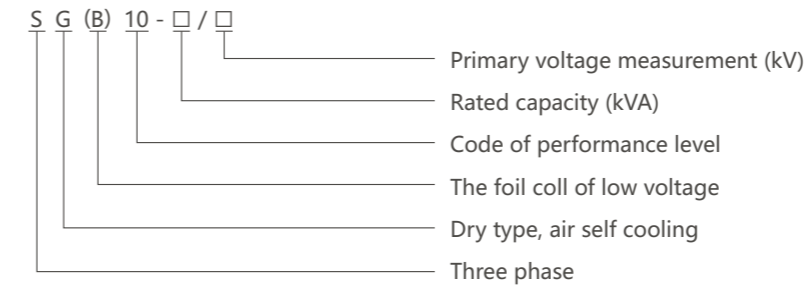 S G (B) 10 - □ / □
Primary voltage measurement (kV)
Rated capacity (kVA)
Code of performance level
The foil coll of low voltage
Dry type, air self cooling
Three phase